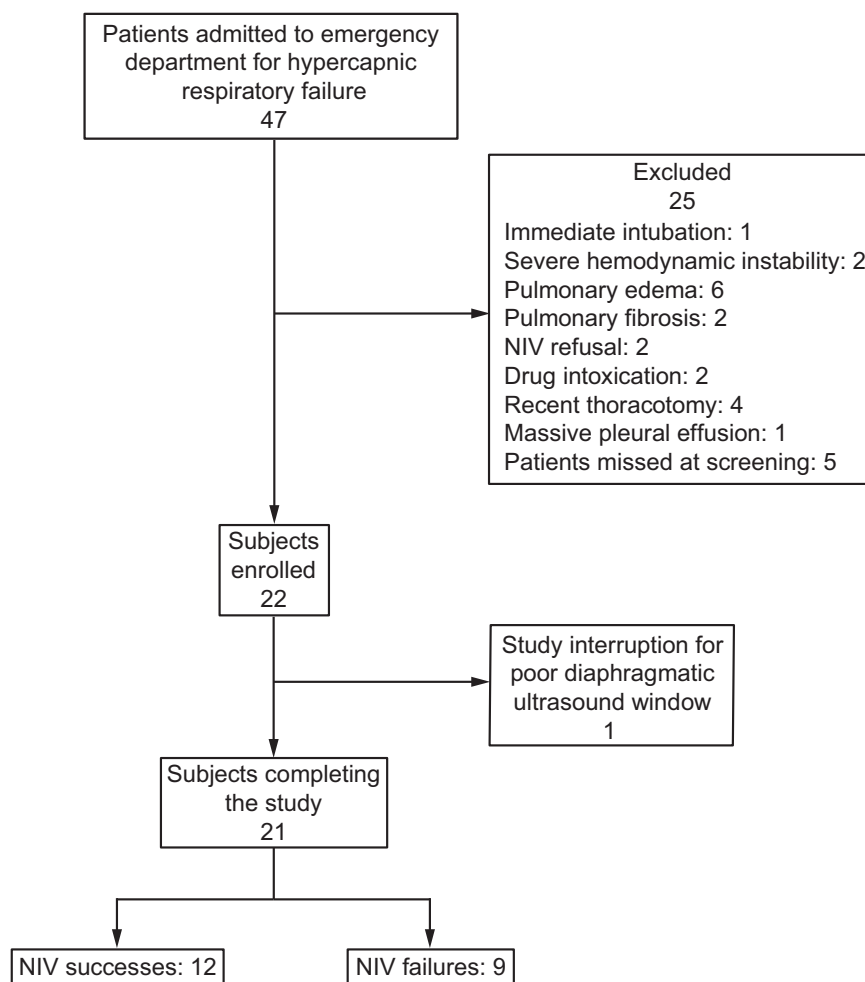 Patients admitted to emergency
department for hypercapnic
respiratory failure
47
Excluded
25
Immediate intubation: 1
Severe hemodynamic instability: 2
Pulmonary edema: 6
Pulmonary fibrosis: 2
NIV refusal: 2
Drug intoxication: 2
Recent thoracotomy: 4
Massive pleural effusion: 1
Patients missed at screening: 5
Subjects
enrolled
22
Study interruption for
poor diaphragmatic
ultrasound window
1
Subjects completing
the study
21
NIV successes: 12
NIV failures: 9